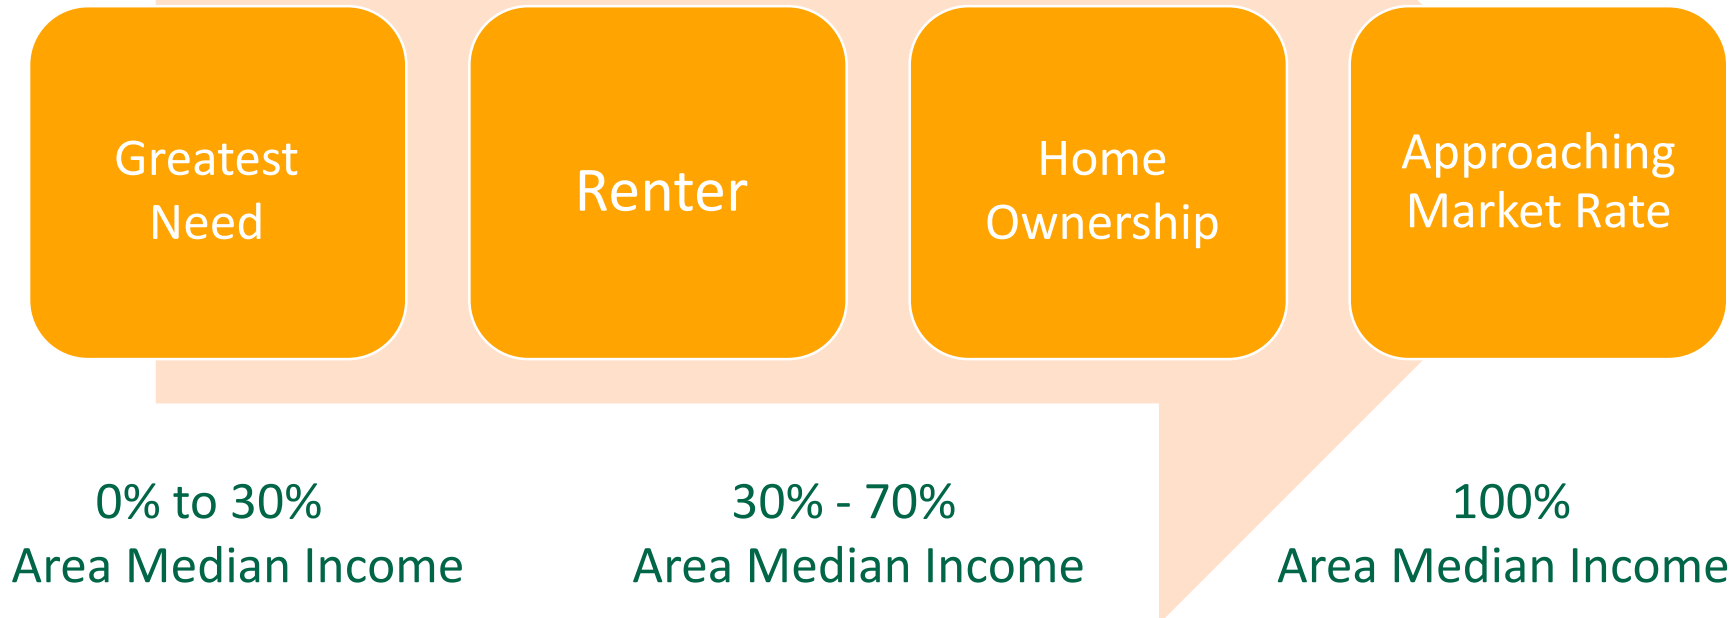 Greatest
Need
Renter
Home
Ownership
Approaching
Market Rate
0% to 30%
Area Median Income
30% - 70%
Area Median Income
100%
Area Median Income